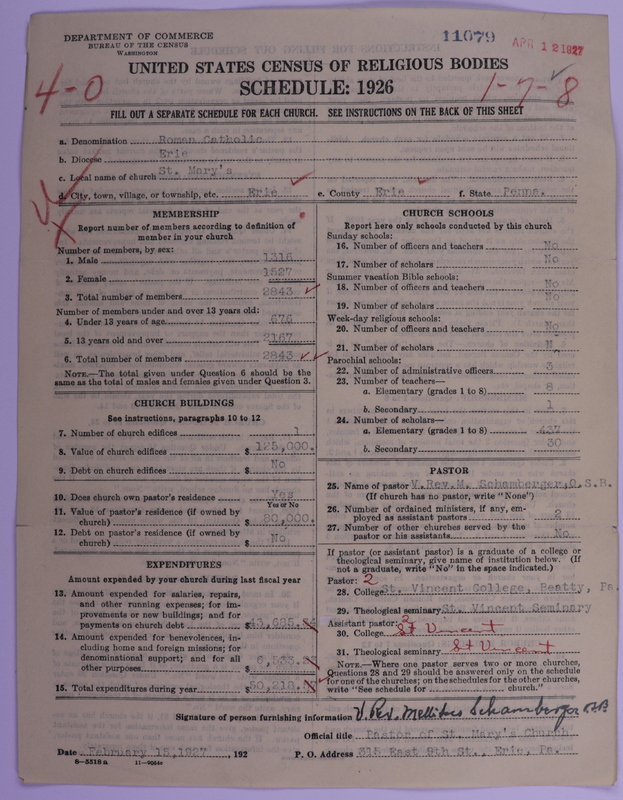 DEPARTMENT OF COMMERCE
BUREAU OF THE CENSUS
WASHINGTON
11079
APR 12 1927
UNITED STATES CENSUS OF RELIGIOUS BODIES
SCHEDULE: 1926
4-0
1-7-8
FILL OUT A SEPARATE SCHEDULE FOR EACH CHURCH. SEE INSTRUCTIONS ON THE BACK OF THIS SHEET
a. Denomination Roman Catholic
b. Diocese Erie
c. Local name of church St. Mary's
d. City, town, village, or township, etc. Erie e. County Erie f. State Penna.
MEMBERSHIP
Report number of members according to definition of
member in your church
Number of members, by sex:
1. Male 1316
2. Female 1527
3. Total number of members 2843
Number of members under and over 13 years old:
4. Under 13 years of age 676
5. 13 years old and over 2167
6. Total number of members 2843
NOTE.—The total given under Question 6 should be the
same as the total of males and females given under Question 3.
CHURCH BUILDINGS
See instructions, paragraphs 10 to 12
7. Number of church edifices 1
8. Value of church edifices $125,000.
9. Debt on church edifices $ No
10. Does church own pastor's residence Yes
Yes or No
11. Value of pastor's residence (if owned by
church) $ 80,000.
12. Debt on pastor's residence (if owned by
church) $ No
EXPENDITURES
Amount expended by your church during last fiscal year
13. Amount expended for salaries, repairs,
and other running expenses; for im-
provements or new buildings; and for
payments on church debt $
14. Amount expended for benevolences, in-
cluding home and foreign missions; for
denominational support; and for all
other purposes $
15. Total expenditures during year $
CHURCH SCHOOLS
Report here only schools conducted by this church
Sunday schools:
16. Number of officers and teachers No
17. Number of scholars No
Summer vacation Bible schools:
18. Number of officers and teachers No
19. Number of scholars No
Week-day religious schools:
20. Number of officers and teachers No
21. Number of scholars N
Parochial schools:
22. Number of administrative officers 3
23. Number of teachers—
a. Elementary (grades 1 to 8) 8
b. Secondary 1
24. Number of scholars—
a. Elementary (grades 1 to 8) 437
b. Secondary 30
PASTOR
25. Name of pastor V.Rev.M. Schamberger,O.S.B.
(If church has no pastor, write "None")
26. Number of ordained ministers, if any, em-
ployed as assistant pastors 2
27. Number of other churches served by the
pastor or his assistants No
If pastor (or assistant pastor) is a graduate of a college or
theological seminary, give name of institution below. (If
not a graduate, write "No" in the space indicated.)
Pastor: 2
28. College St. Vincent College, Beatty, Pa.
29. Theological seminary St. Vincent Seminary
Assistant pastor: 2
30. College St Vincent
31. Theological seminary St Vincent
NOTE.—Where one pastor serves two or more churches,
Questions 28 and 29 should be answered only on the schedule
for one of the churches; on the schedules for the other churches,
write "See schedule for church."
Signature of person furnishing information V. Rev. Mellitus Schamberger OSB
Official title Pastor of St. Mary's Church
Date February 15,1927 , 192 P. O. Address 315 East 9th St., Erie, Pa.
8—5518a 11—9004a